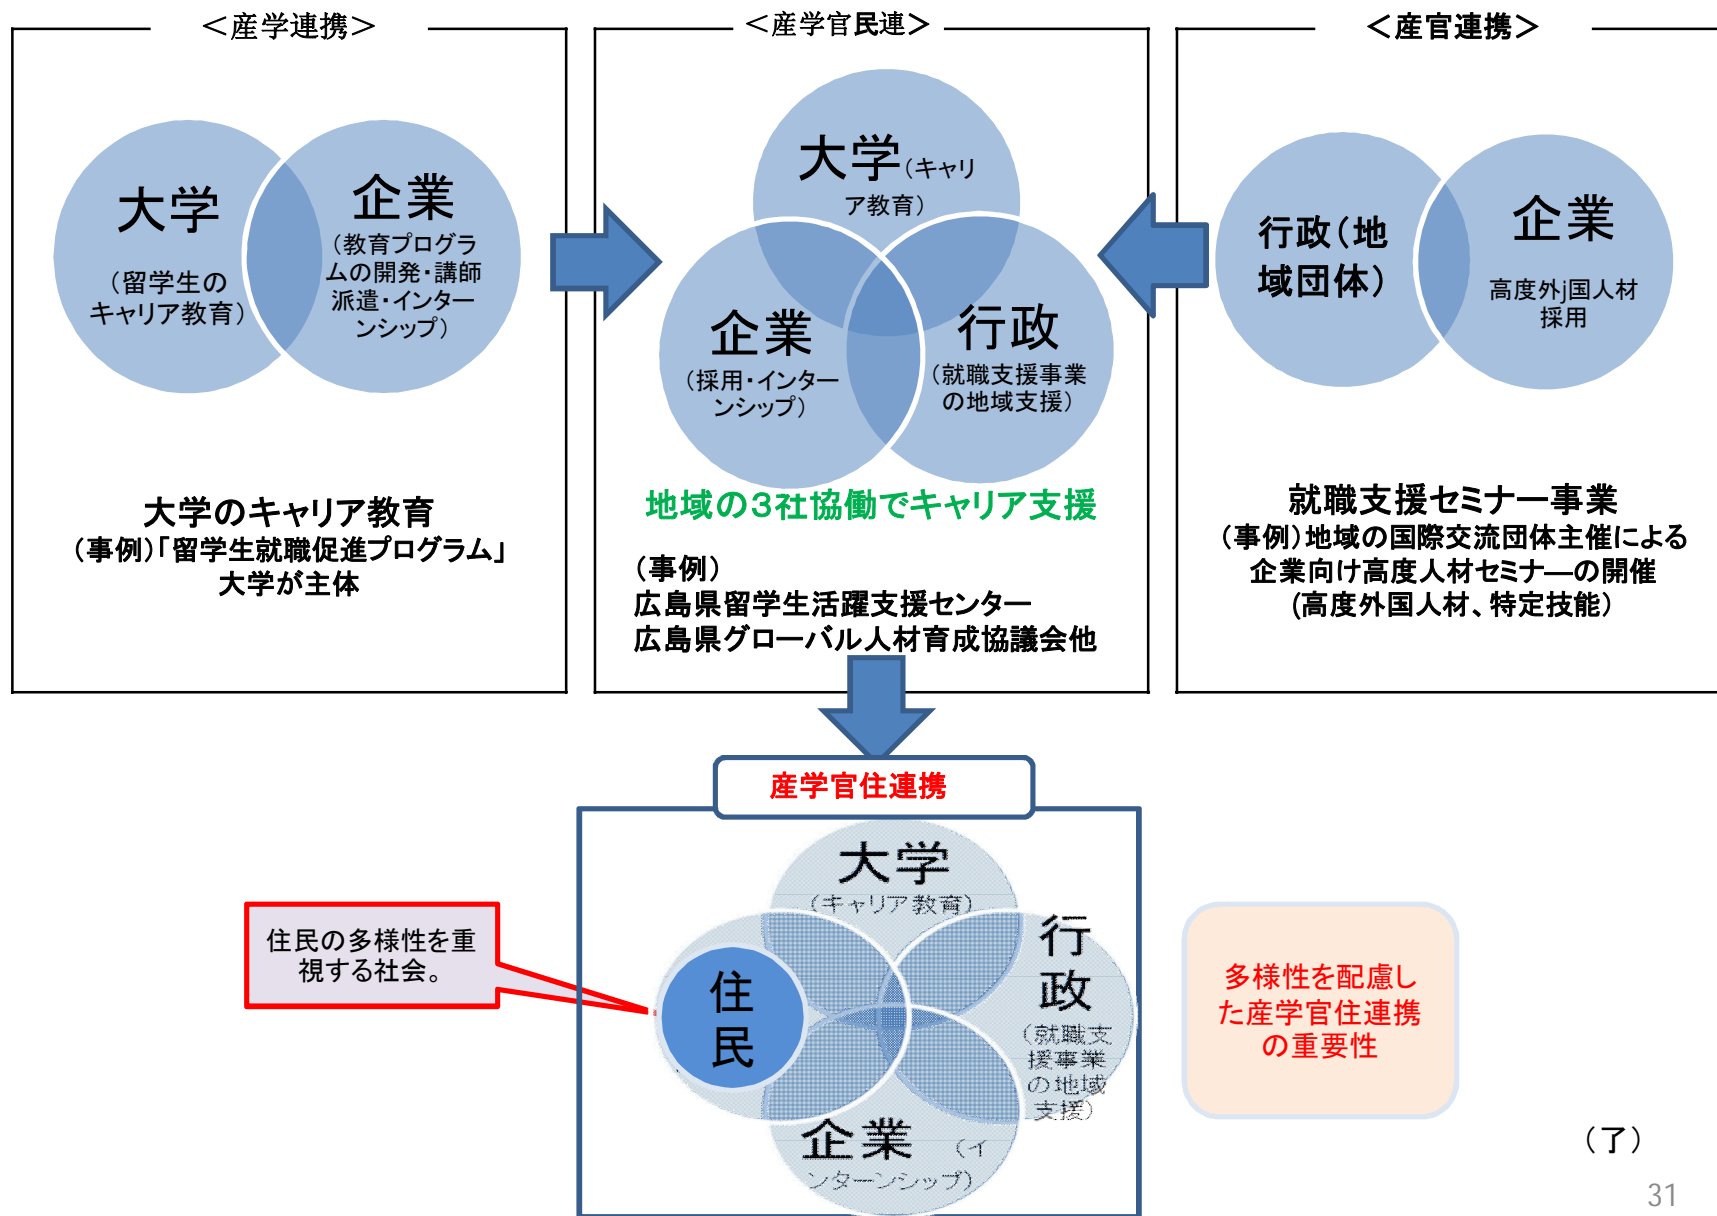 ＜産学連携＞
大学
（留学生の
キャリア教育）
企業
（教育プログラ
ムの開発・講師
派遣・インター
ンシップ）
大学のキャリア教育
（事例）「留学生就職促進プログラム」
大学が主体
＜産学官民連＞
大学（キャリ
ア教育）
企業
（採用・インター
ンシップ）
行政
（就職支援事業
の地域支援）
地域の3社協働でキャリア支援
（事例）
広島県留学生活躍支援センター
広島県グローバル人材育成協議会他
＜産官連携＞
行政（地
域団体）
企業
高度外j国人材
採用
就職支援セミナー事業
（事例）地域の国際交流団体主催による
企業向け高度人材セミナ―の開催
(高度外国人材、特定技能）
産学官住連携
大学
（キャリア教育）
行
政
（就職支
援事業
の地域
支援）
住
民
企業　（イ
ンターンシップ）
住民の多様性を重
視する社会。
多様性を配慮し
た産学官住連携
の重要性
（了）
31